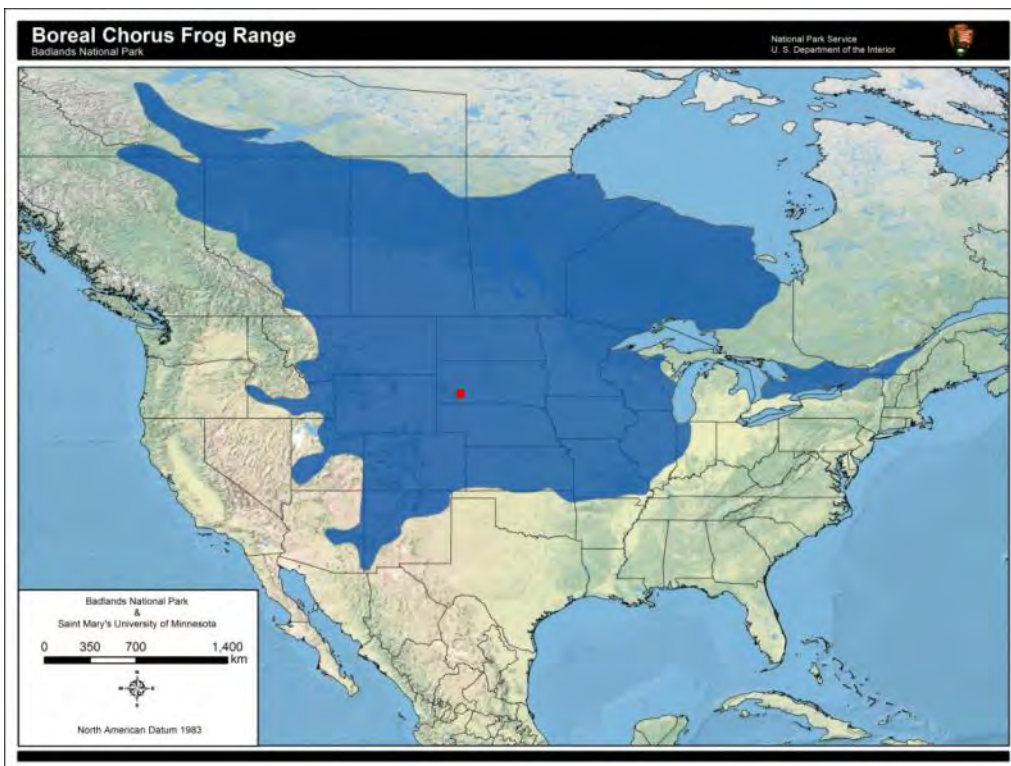 Boreal Chorus Frog Range
Badlands National Park
National Park Service
U. S. Department of the Interior
Badlands National Park
&
Saint Mary's University of Minnesota
0 350 700 1,400
km
N
North American Datum 1983